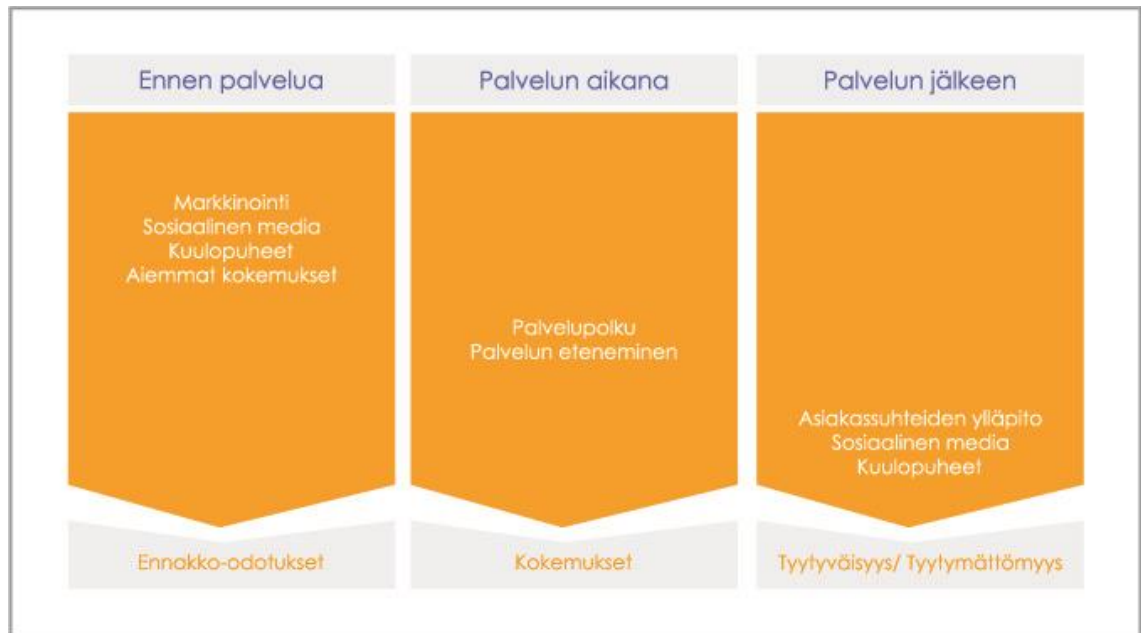 Ennen palvelua
Palvelun aikana
Palvelun jälkeen
Markkinointi
Sosiaalinen media
Kuulopuheet
Aiemmat kokemukset
Palvelupolku
Palvelun eteneminen
Asiakassuhteiden ylläpito
Sosiaalinen media
Kuulopuheet
Ennakko-odotukset
Kokemukset
Tyytyväisyys/ Tyytymättömyys